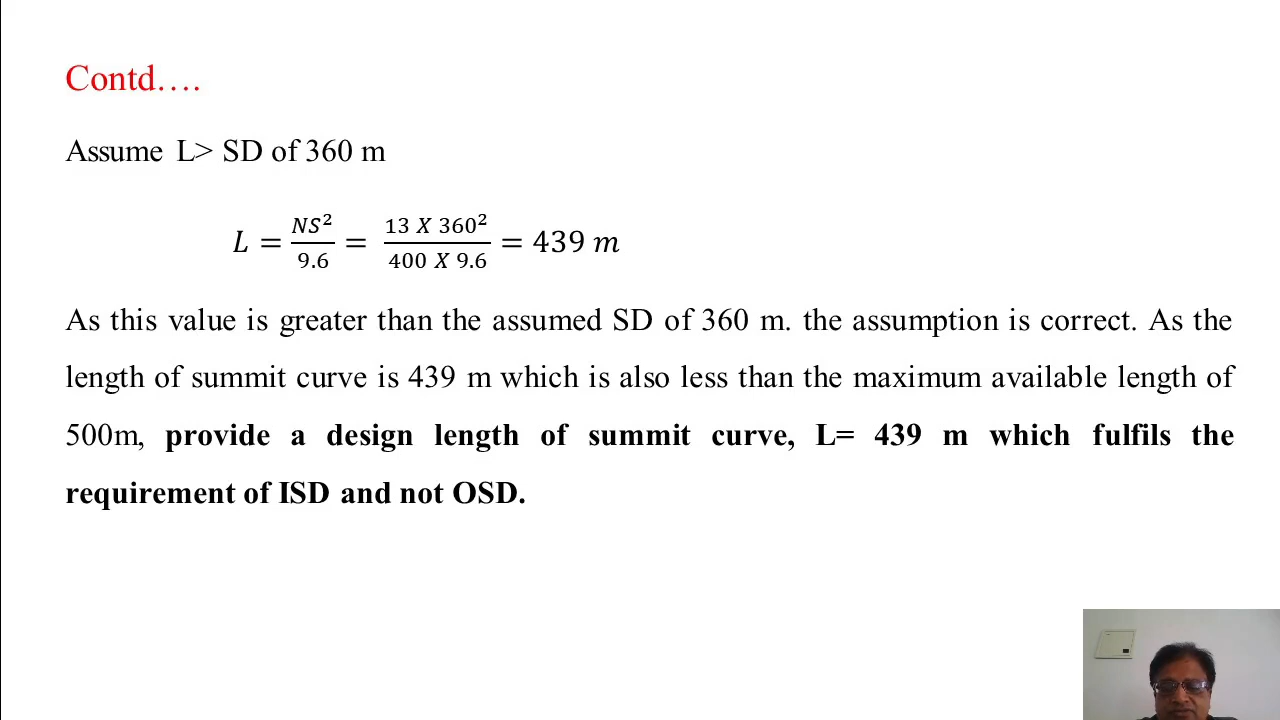 Contd….
Assume L> SD of 360 m
L = NS²/9.6 = 13 X 360²/400 X 9.6 = 439 m
As this value is greater than the assumed SD of 360 m. the assumption is correct. As the
length of summit curve is 439 m which is also less than the maximum available length of
500m, provide a design length of summit curve, L= 439 m which fulfils the
requirement of ISD and not OSD.